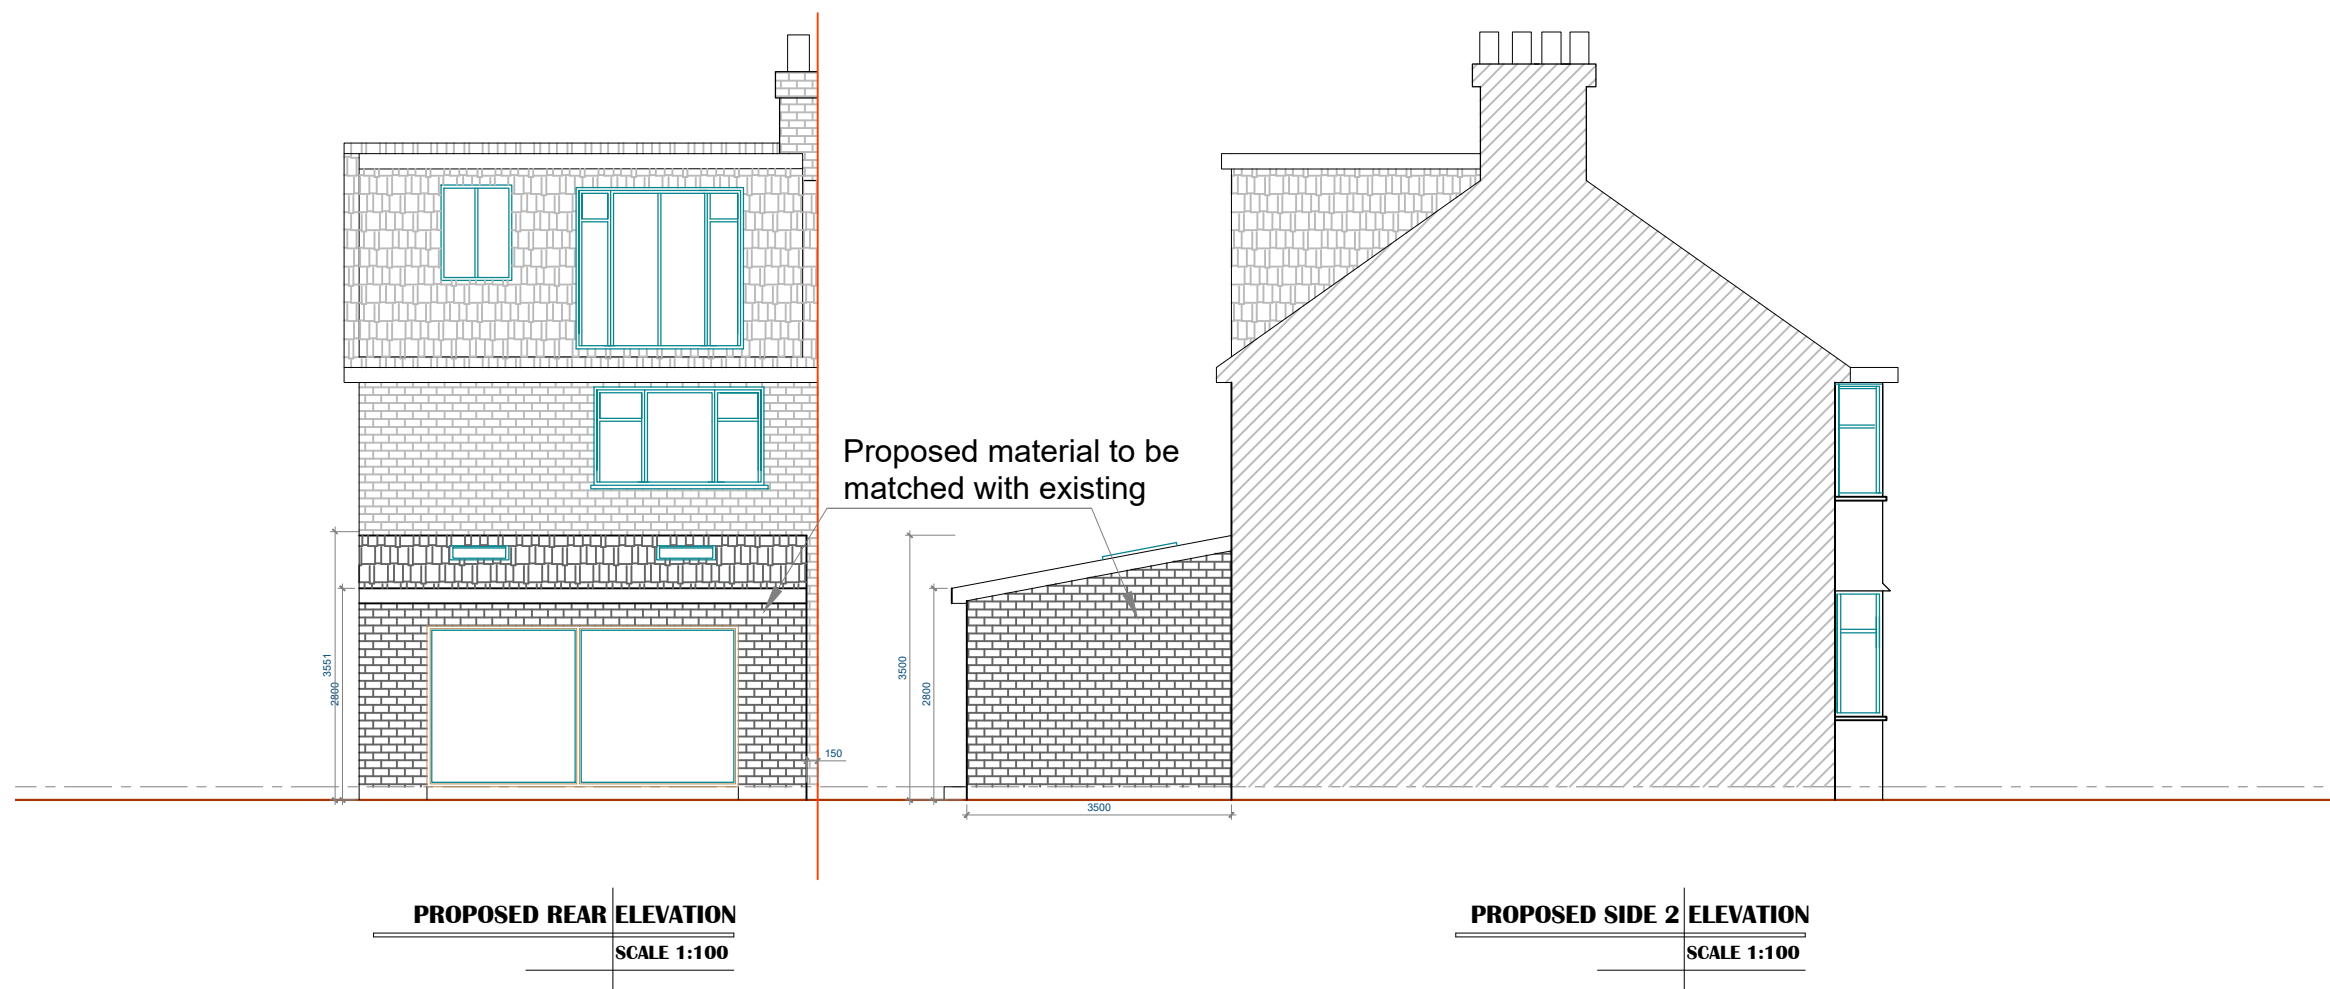 Proposed material to be
matched with existing
3551
2800
150
3500
2800
3500
PROPOSED REAR ELEVATION
SCALE 1:100
PROPOSED SIDE 2 ELEVATION
SCALE 1:100